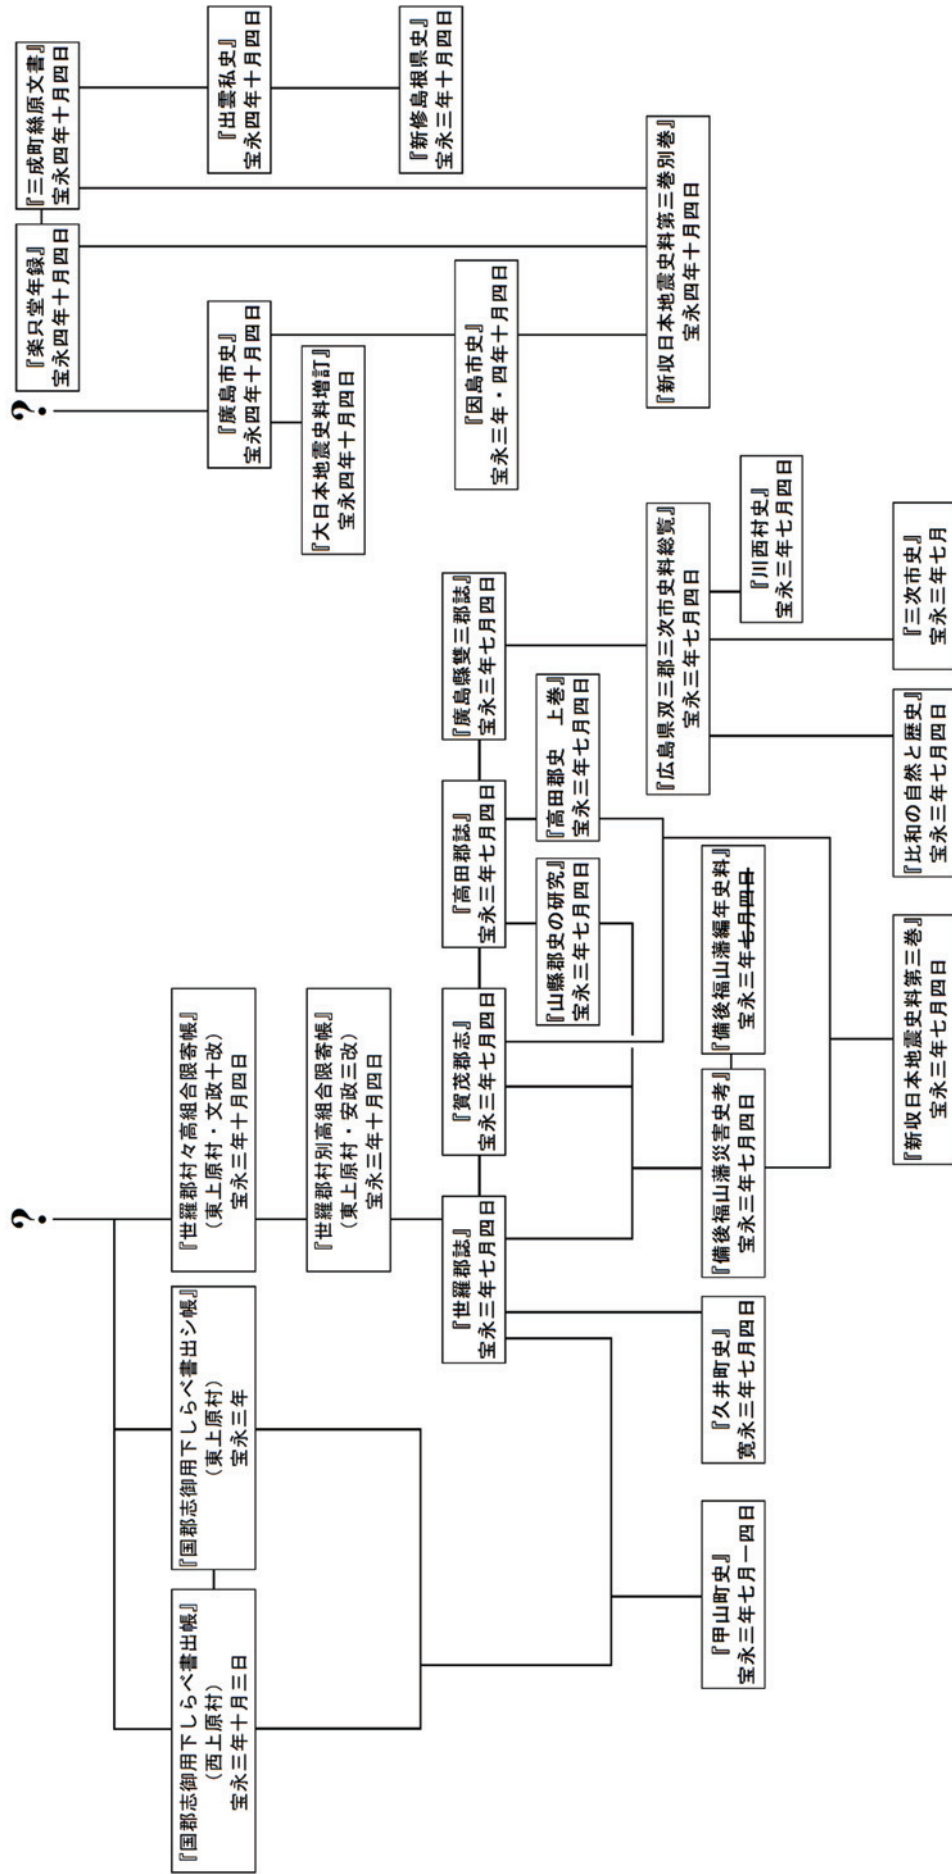 ?
?
『楽只堂年録』
宝永四年十月四日
『三成町絲原文書』
宝永四年十月四日
『国郡志御用下しらべ書出帳』
（西上原村）
宝永三年十月三日
『国郡志御用下しらべ書出シ帳』
（東上原村）
宝永三年
『世羅郡村々高組合限寄帳』
（東上原村・文政十改）
宝永三年十月四日
『廣島市史』
宝永四年十月四日
『出雲私史』
宝永四年十月四日
『世羅郡村別高組合限寄帳』
（東上原村・安政三改）
宝永三年十月四日
『大日本地震史料増訂』
宝永四年十月四日
『新修島根県史』
宝永三年十月四日
『世羅郡誌』
宝永三年七月四日
『賀茂郡志』
宝永三年七月四日
『高田郡誌』
宝永三年七月四日
『廣島縣雙三郡誌』
宝永三年七月四日
『因島市史』
宝永三年・四年十月四日
『山縣郡史の研究』
宝永三年七月四日
『高田郡史　上巻』
宝永三年七月四日
『広島県双三郡三次市史料総覧』
宝永三年七月四日
『新収日本地震史料第三巻別巻』
宝永四年十月四日
『甲山町史』
宝永三年七月一四日
『久井町史』
寛永三年七月四日
『備後福山藩災害史考』
宝永三年七月四日
『備後福山藩編年史料』
宝永三年七月四日
『川西村史』
宝永三年七月四日
『新収日本地震史料第三巻』
宝永三年七月四日
『比和の自然と歴史』
宝永三年七月四日
『三次市史』
宝永三年七月